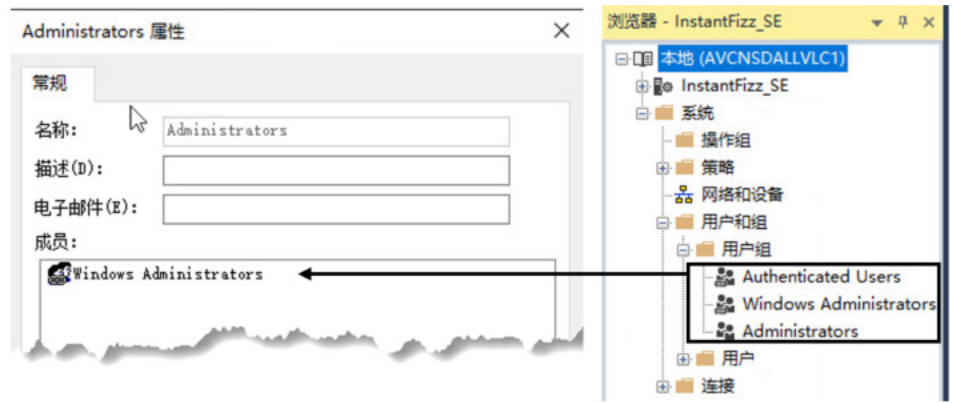 Administrators 属性
常规
名称:
Administrators
描述(D):
电子邮件(E):
成员:
Windows Administrators
浏览器 - InstantFizz_SE
本地 (AVCNSDALLVLC1)
InstantFizz_SE
系统
操作组
策略
网络和设备
用户和组
用户组
Authenticated Users
Windows Administrators
Administrators
用户
连接